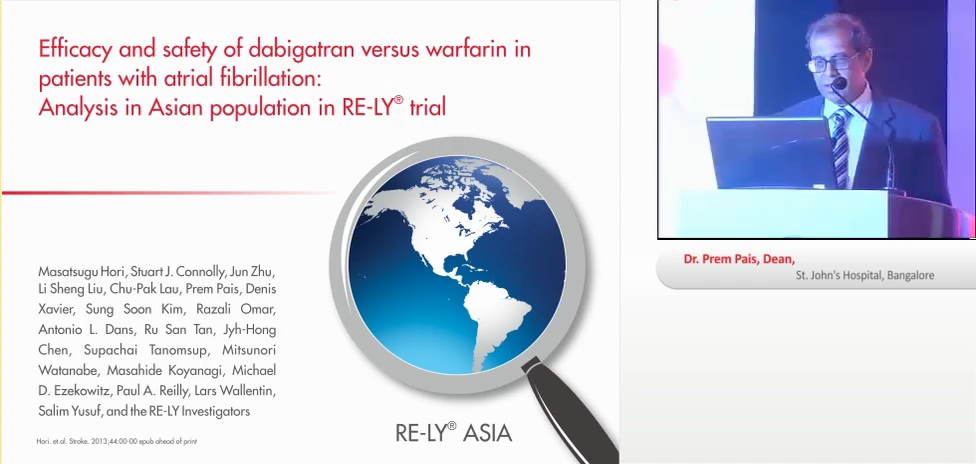 Efficacy and safety of dabigatran versus warfarin in
patients with atrial fibrillation:
Analysis in Asian population in RE-LY® trial
Masatsugu Hori, Stuart J. Connolly, Jun Zhu,
Li Sheng Liu, Chu-Pak Lau, Prem Pais, Denis
Xavier, Sung Soon Kim, Razali Omar,
Antonio L. Dans, Ru San Tan, Jyh-Hong
Chen, Supachai Tanomsup, Mitsunori
Watanabe, Masahide Koyanagi, Michael
D. Ezekowitz, Paul A. Reilly, Lars Wallentin,
Salim Yusuf, and the RE-LY Investigators
Hori. et.al. Stroke. 2013;44:00-00 epub ahead of print
RE-LY® ASIA
Dr. Prem Pais, Dean,
St. John's Hospital, Bangalore